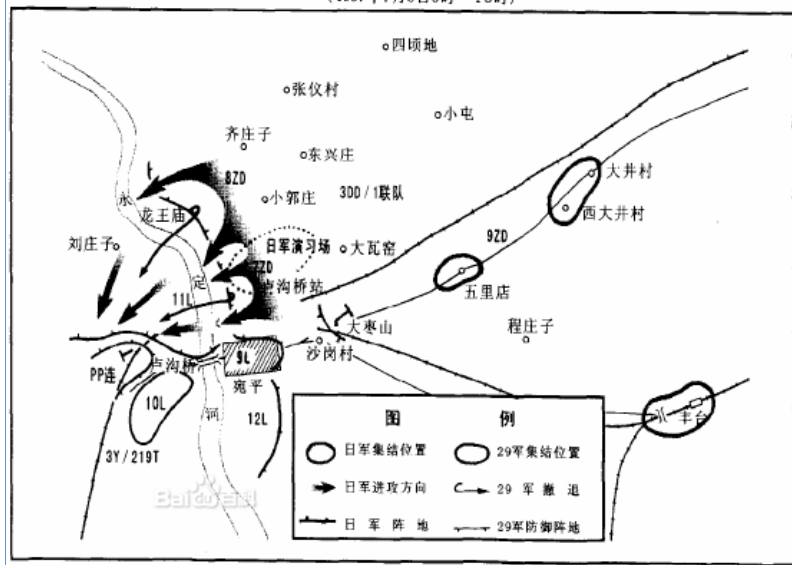 四顷地
张仪村
小屯
齐庄子
东兴庄
大井村
8ZD
小郭庄
3DD/1联队
永
西大井村
龙王庙
9ZD
刘庄子
日军演习场
大瓦窑
7ZD
定
卢沟桥站
五里店
11L
大枣山
程庄子
沙岗村
9L
PP连
卢沟桥
宛平
10L
河
12L
丰台
3Y/219T
图 例
日军集结位置
29军集结位置
日军进攻方向
29军撤退
日军阵地
29军防御阵地
Bai百科